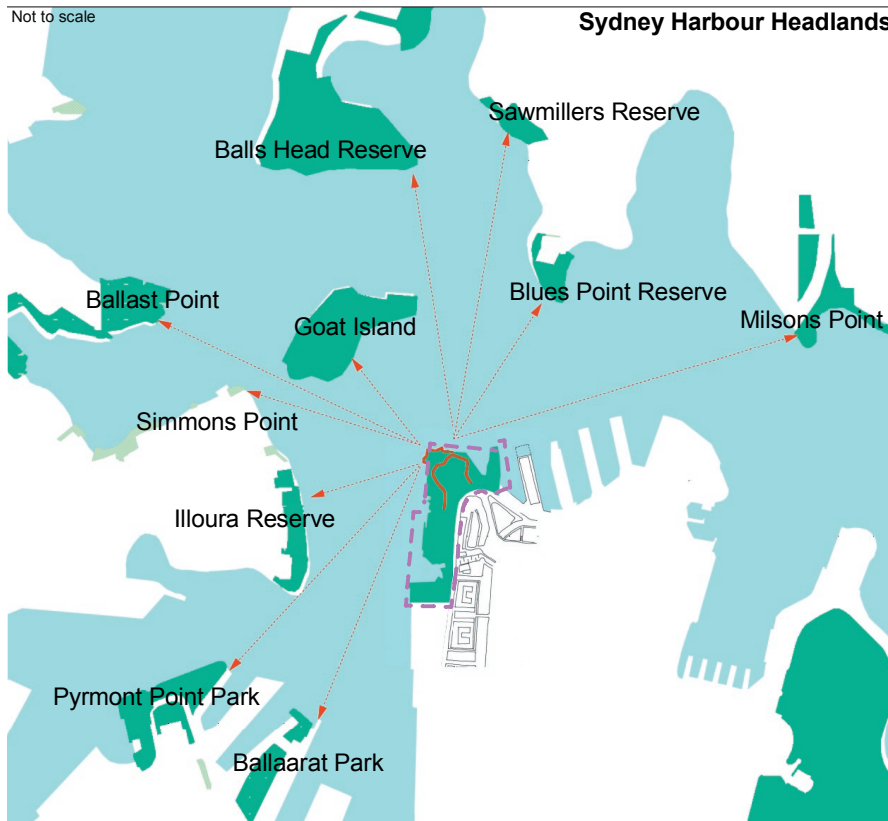 Not to scale
Sydney Harbour Headlands
Sawmillers Reserve
Balls Head Reserve
Blues Point Reserve
Ballast Point
Goat Island
Milsons Point
Simmons Point
Illoura Reserve
Pyrmont Point Park
Ballaarat Park